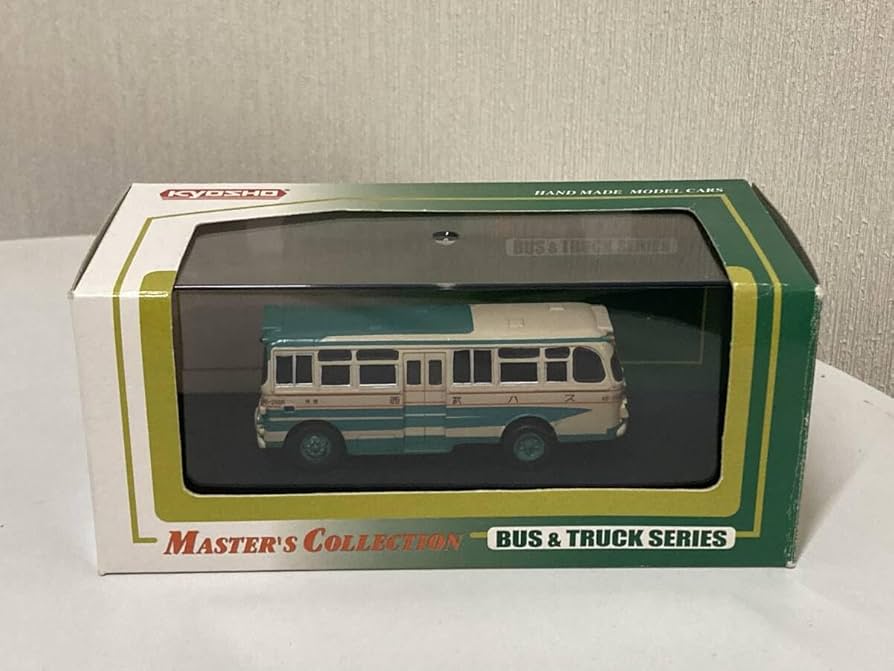 KYOSHO
HAND MADE MODEL CARS
BUS & TRUCK SERIES
西武バス
MASTER'S COLLECTION
BUS & TRUCK SERIES